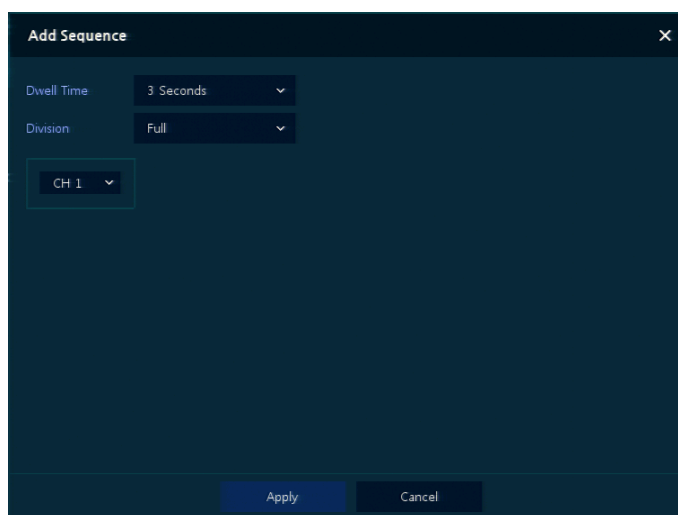 Add Sequence
Dwell Time 3 Seconds
Division Full
CH 1
Apply Cancel